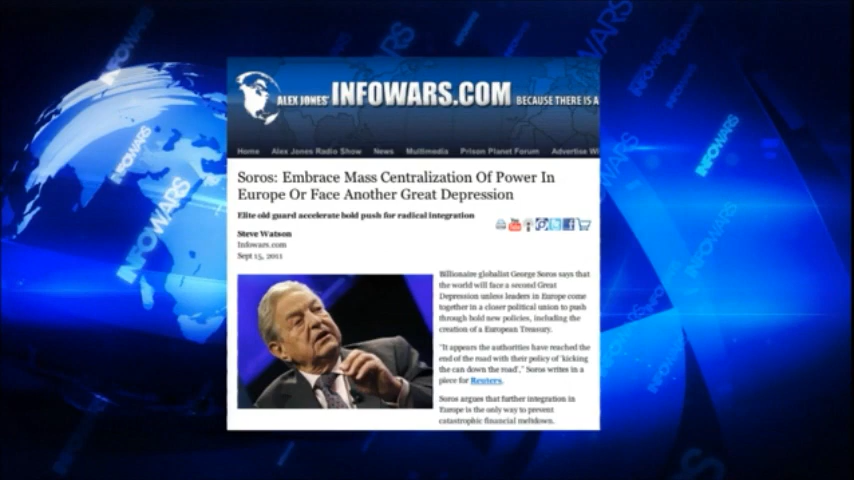 ALEX JONES' INFOWARS.COM BECAUSE THERE IS A
Home Alex Jones Radio Show News Multimedia Prison Planet Forum Advertise Wi
Soros: Embrace Mass Centralization Of Power In
Europe Or Face Another Great Depression
Elite old guard accelerate bold push for radical integration
Steve Watson
Infowars.com
Sept 15, 2011
Billionaire globalist George Soros says that
the world will face a second Great
Depression unless leaders in Europe come
together in a closer political union to push
through bold new policies, including the
creation of a European Treasury.
"It appears the authorities have reached the
end of the road with their policy of 'kicking
the can down the road'," Soros writes in a
piece for Reuters.
Soros argues that further integration in
Europe is the only way to prevent
catastrophic financial meltdown.
INFOWARS
INFOWARS
INFOWARS
INFOWARS